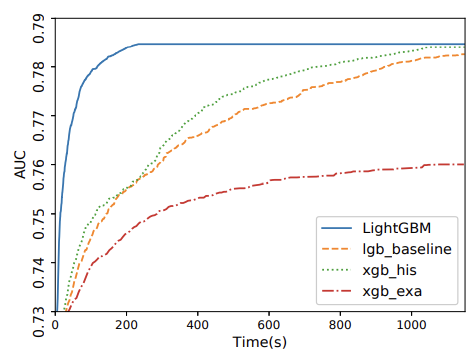 0.79
0.78
0.77
0.76
0.75
0.74
0.73
AUC
LightGBM
lgb_baseline
xgb_his
xgb_exa
0 200 400 600 800 1000
Time(s)